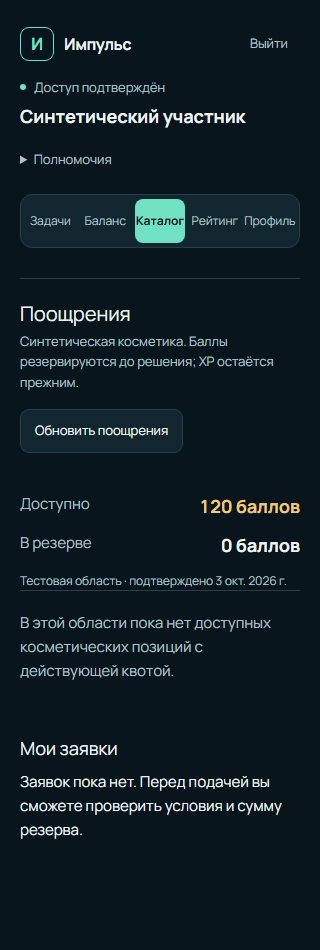 И Импульс Выйти
Доступ подтверждён
Синтетический участник
Полномочия
Задачи Баланс Каталог Рейтинг Профиль
Поощрения
Синтетическая косметика. Баллы
резервируются до решения; XP остаётся
прежним.
Обновить поощрения
Доступно 120 баллов
В резерве 0 баллов
Тестовая область · подтверждено 3 окт. 2026 г.
В этой области пока нет доступных
косметических позиций с
действующей квотой.
Мои заявки
Заявок пока нет. Перед подачей вы
сможете проверить условия и сумму
резерва.